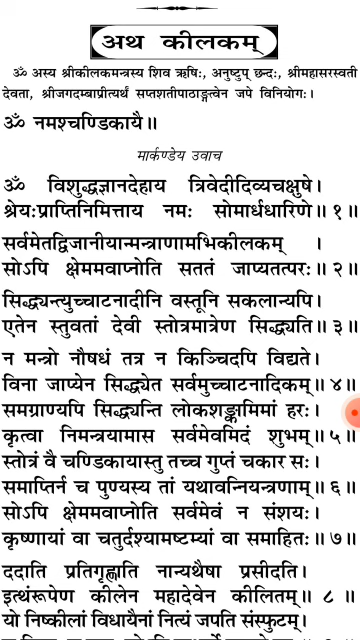 अथ कीलकम्
ॐ अस्य श्रीकीलकमन्त्रस्य शिव ऋषिः, अनुष्टुप् छन्दः, श्रीमहासरस्वती
देवता, श्रीजगदम्बाप्रीत्यर्थं सप्तशतीपाठाङ्गत्वेन जपे विनियोगः।
ॐ नमश्चण्डिकायै॥
मार्कण्डेय उवाच
ॐ विशुद्धज्ञानदेहाय त्रिवेदीदिव्यचक्षुषे।
श्रेयःप्राप्तिनिमित्ताय नमः सोमार्धधारिणे॥१॥
सर्वमेतद्विजानीयान्मन्त्राणामभिकीलकम् ।
सोऽपि क्षेममवाप्नोति सततं जाप्यतत्परः॥२॥
सिद्ध्यन्त्युच्चाटनादीनि वस्तूनि सकलान्यपि।
एतेन स्तुवतां देवी स्तोत्रमात्रेण सिद्ध्यति॥३॥
न मन्त्रो नौषधं तत्र न किञ्चिदपि विद्यते।
विना जाप्येन सिद्ध्येत सर्वमुच्चाटनादिकम्॥४॥
समग्राण्यपि सिद्ध्यन्ति लोकशङ्कामिमां हरः।
कृत्वा निमन्त्रयामास सर्वमेवमिदं शुभम्॥५॥
स्तोत्रं वै चण्डिकायास्तु तच्च गुप्तं चकार सः।
समाप्तिर्न च पुण्यस्य तां यथावन्नियन्त्रणाम्॥६॥
सोऽपि क्षेममवाप्नोति सर्वमेवं न संशयः।
कृष्णायां वा चतुर्दश्यामष्टम्यां वा समाहितः॥७॥
ददाति प्रतिगृह्णाति नान्यथैषा प्रसीदति।
इत्थंरूपेण कीलेन महादेवेन कीलितम्॥ ८ ॥
यो निष्कीलां विधायैनां नित्यं जपति संस्फुटम्।